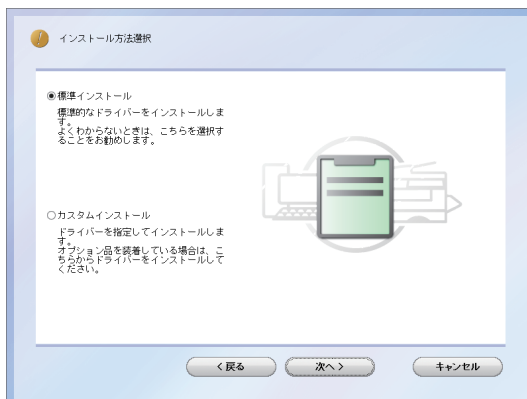 インストール方法選択
標準インストール
標準的なドライバーをインストールしま
す。
よくわからないときは、こちらを選択す
ることをお勧めします。
カスタムインストール
ドライバーを指定してインストールしま
す。
オプション品を装着している場合は、こ
ちらからドライバーをインストールして
ください。
< 戻る
次へ >
キャンセル